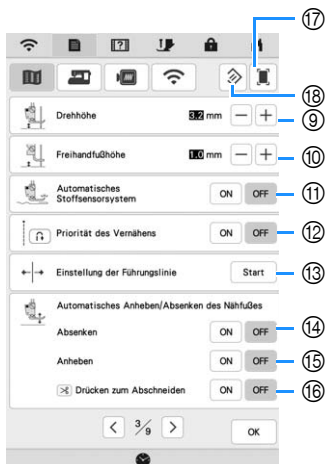 ⑰
⑱
Drehhöhe 3.2 mm − + ⑨
Freihandfußhöhe 1.0 mm − + ⑩
Automatisches
Stoffsensorsystem ON OFF ⑪
Priorität des Vernähens ON OFF ⑫
Einstellung der Führungslinie Start ⑬
Automatisches Anheben/Absenken des Nähfußes
Absenken ON OFF ⑭
Anheben ON OFF ⑮
Drücken zum Abschneiden ON OFF ⑯
< 3/9 > OK